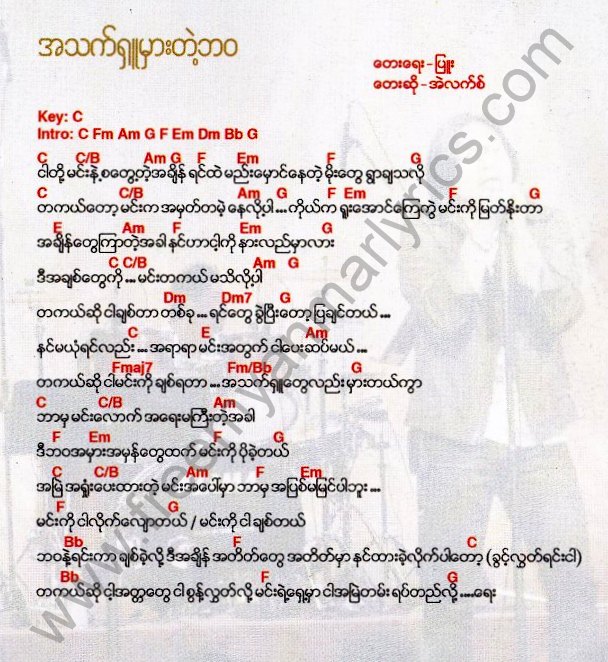 အသက်ရှူမှားတဲ့ဘဝ
တေးရေး - ပြူး
တေးဆို - အဲလက်စ်
Key: C
Intro: C Fm Am G F Em Dm Bb G
C C/B Am G F Em F G
ငါတို့ မင်းနဲ့ စတွေ့တဲ့အချိန် ရင်ထဲ မည်းမှောင်နေတဲ့ မိုးတွေ ရွာချသလို
C C/B Am G F Em F G
တကယ်တော့ မင်းက အမှတ်တမဲ့ နေလို့ပါ ... ကိုယ်က ရူးအောင်ကြေကွဲ မင်းကို မြတ်နိုးတာ
E Am F Em G
အချိန်တွေကြာတဲ့အခါ နင်ဟာငါ့ကို နားလည်မှာလား
C C/B Am G
ဒီအချစ်တွေကို ... မင်းတကယ် မသိလို့ပါ
Dm Dm7 G
တကယ်ဆို ငါချစ်တာ တစ်ခု ... ရင်တွေ ခွဲပြီးတော့ ပြချင်တယ် ...
C E Am
နင်မယုံရင်လည်း ... အရာရာ မင်းအတွက် ငါပေးဆပ်မယ် ...
Fmaj7 Fm/Bb G
တကယ်ဆို ငါမင်းကို ချစ်ရတာ ... အသက်ရှူတွေလည်း မှားတယ်ကွာ
C C/B Am
ဘာမှ မင်းလောက် အရေးမကြီးတဲ့အခါ
F Em F G
ဒီဘဝအမှားအမှန်တွေထက် မင်းကို ပိုခဲ့တယ်
C C/B Am F Em
အမြဲ အရှုံးပေးထားတဲ့ မင်းအပေါ်မှာ ဘာမှ အပြစ်မမြင်ပါဘူး ...
F G
မင်းကို ငါလိုက်လျောတယ် / မင်းကို ငါချစ်တယ်
Bb F C
ဘဝနဲ့ရင်းကာ ချစ်ခဲ့လို့ ဒီအချိန် အတိတ်တွေ အတိတ်မှာ နင်ထားခဲ့လိုက်ပါတော့ (ခွင့်လွှတ်ရင်းငါ)
Bb F G
တကယ်ဆို ငါ့အတ္တတွေ ငါစွန့်လွှတ်လို့ မင်းရဲ့ရှေ့မှာ ငါအမြဲတမ်း ရပ်တည်လို့ ....ရေး
www.freemyanmarlyrics.com